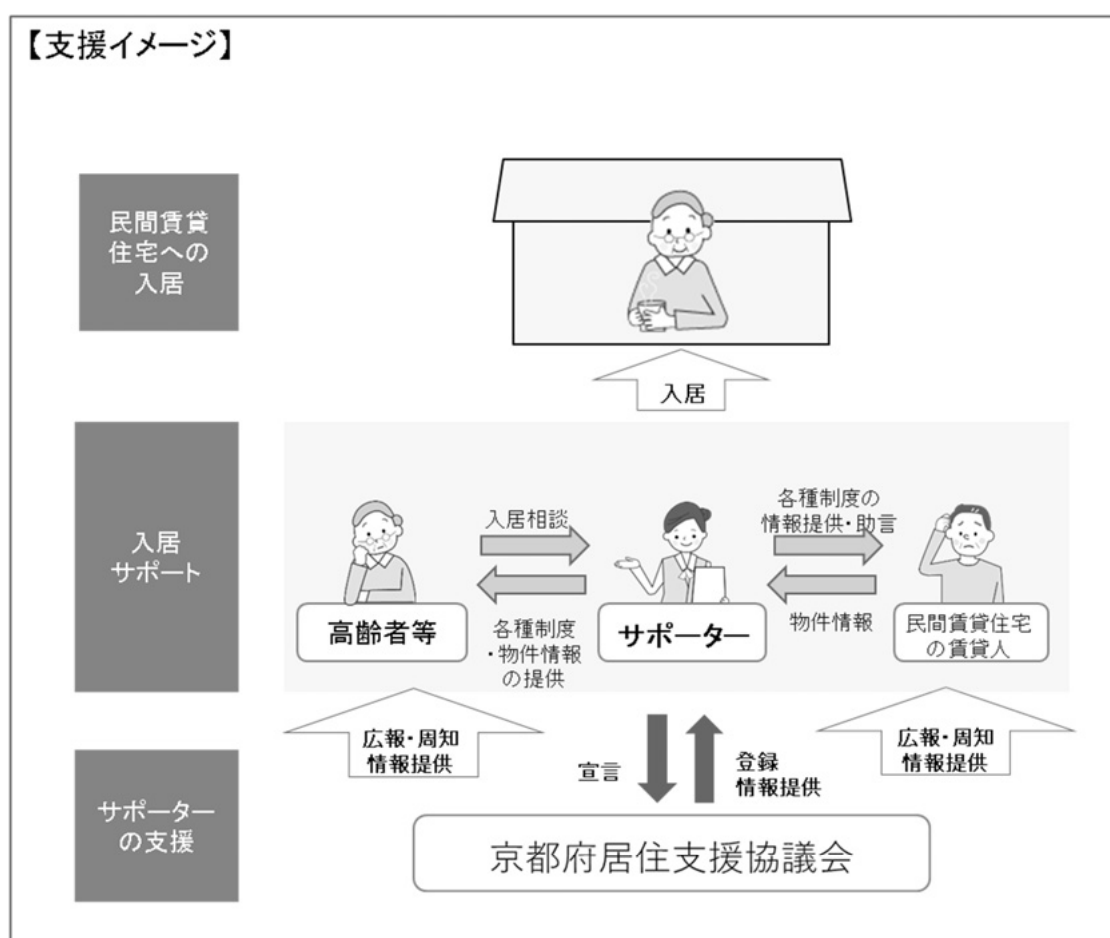 【支援イメージ】
民間賃貸
住宅への
入居
入居
入居
サポート
入居相談
各種制度の
情報提供・助言
高齢者等
各種制度
・物件情報
の提供
サポーター
物件情報
民間賃貸住宅
の賃貸人
サポーター
の支援
広報・周知
情報提供
宣言
登録
情報提供
広報・周知
情報提供
京都府居住支援協議会